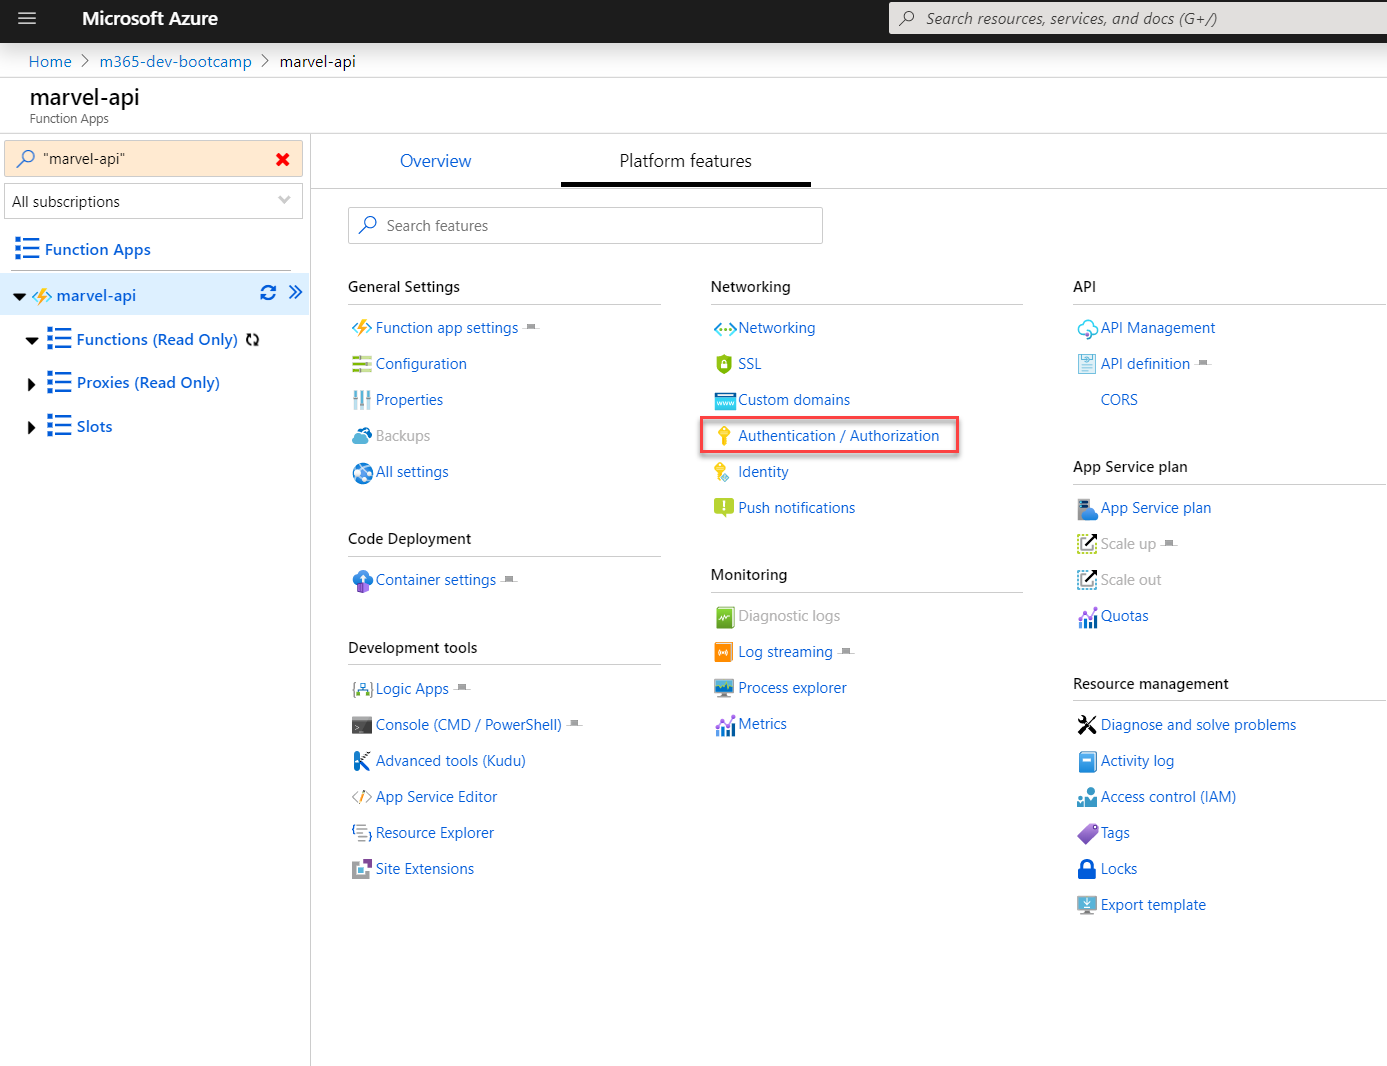 Microsoft Azure
Search resources, services, and docs (G+/)
Home > m365-dev-bootcamp > marvel-api
marvel-api
Function Apps
"marvel-api"
All subscriptions
Function Apps
marvel-api
Functions (Read Only)
Proxies (Read Only)
Slots
Overview
Platform features
Search features
General Settings
Function app settings
Configuration
Properties
Backups
All settings
Code Deployment
Container settings
Development tools
Logic Apps
Console (CMD / PowerShell)
Advanced tools (Kudu)
App Service Editor
Resource Explorer
Site Extensions
Networking
Networking
SSL
www
Custom domains
Authentication / Authorization
Identity
Push notifications
Monitoring
Diagnostic logs
Log streaming
Process explorer
Metrics
API
API Management
API definition
CORS
App Service plan
App Service plan
Scale up
Scale out
Quotas
Resource management
Diagnose and solve problems
Activity log
Access control (IAM)
Tags
Locks
Export template